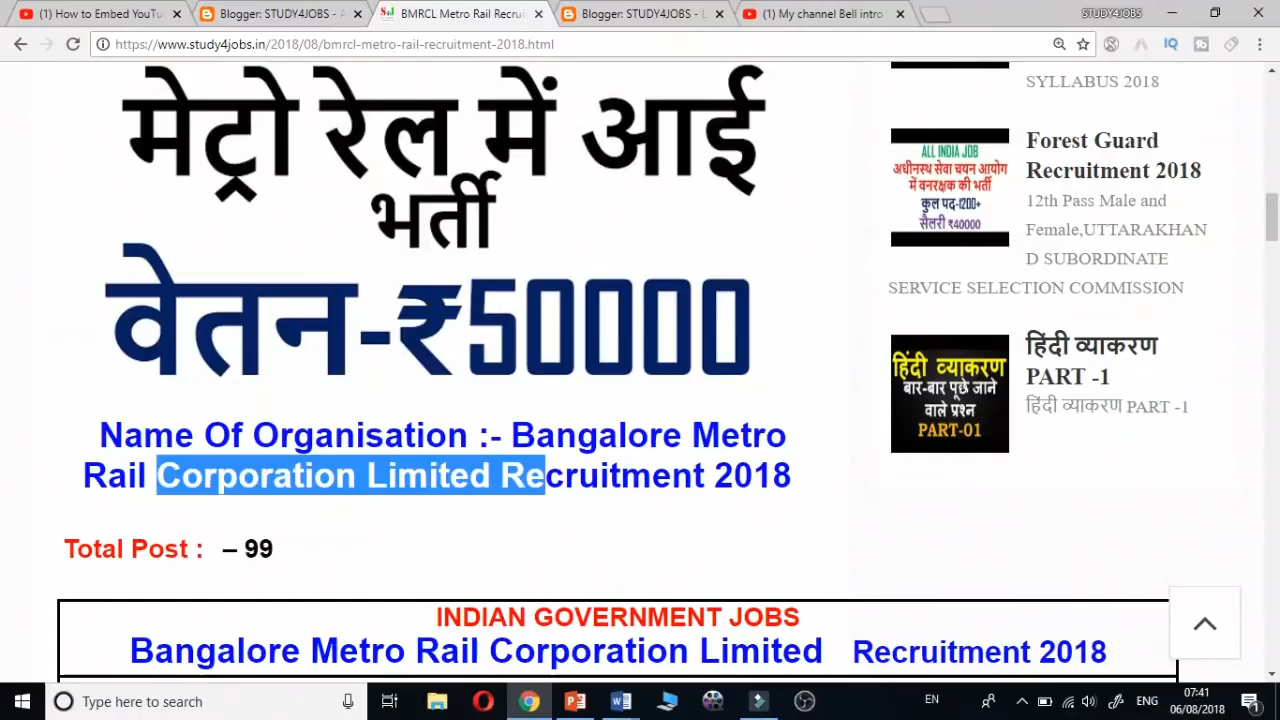 (1) How to Embed YouTu
Blogger: STUDY4JOBS - A
BMRCL Metro Rail Recrui
Blogger: STUDY4JOBS - L
(1) My channel Bell intro
STUDY4JOBS
https://www.study4jobs.in/2018/08/bmrcl-metro-rail-recruitment-2018.html
IQ
मेट्रो रेल में आई
भर्ती
वेतन-₹50000
Name Of Organisation :- Bangalore Metro
Rail Corporation Limited Recruitment 2018
Total Post : – 99
INDIAN GOVERNMENT JOBS
Bangalore Metro Rail Corporation Limited Recruitment 2018
SYLLABUS 2018
ALL INDIA JOB
अधीनस्थ सेवा चयन आयोग
में वनरक्षक की भर्ती
कुल पद-1200+
सैलरी ₹40000
Forest Guard
Recruitment 2018
12th Pass Male and
Female,UTTARAKHAN
D SUBORDINATE
SERVICE SELECTION COMMISSION
हिंदी व्याकरण
बार-बार पूछे जाने
वाले प्रश्न
PART-01
हिंदी व्याकरण
PART -1
हिंदी व्याकरण PART -1
Type here to search
EN
ENG
07:41
06/08/2018
1